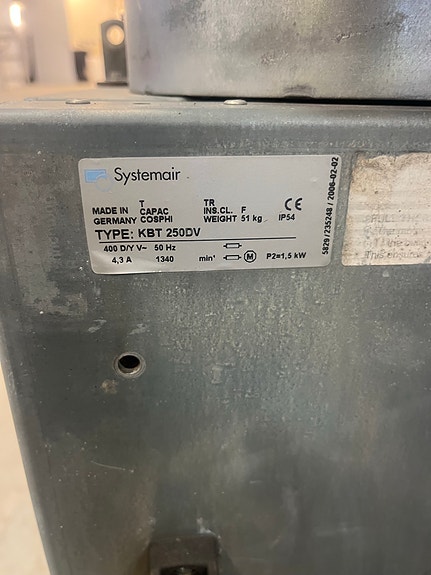 Systemair
MADE IN GERMANY
T
CAPAC
COSPHI
TR
INS.CL. F
WEIGHT 51 kg
IP54
CE
TYPE: KBT 250DV
400 D/Y V~ 50 Hz
4,3 A 1340 min' M P2=1,5 kW
5829 / 235248 / 2006-02-02